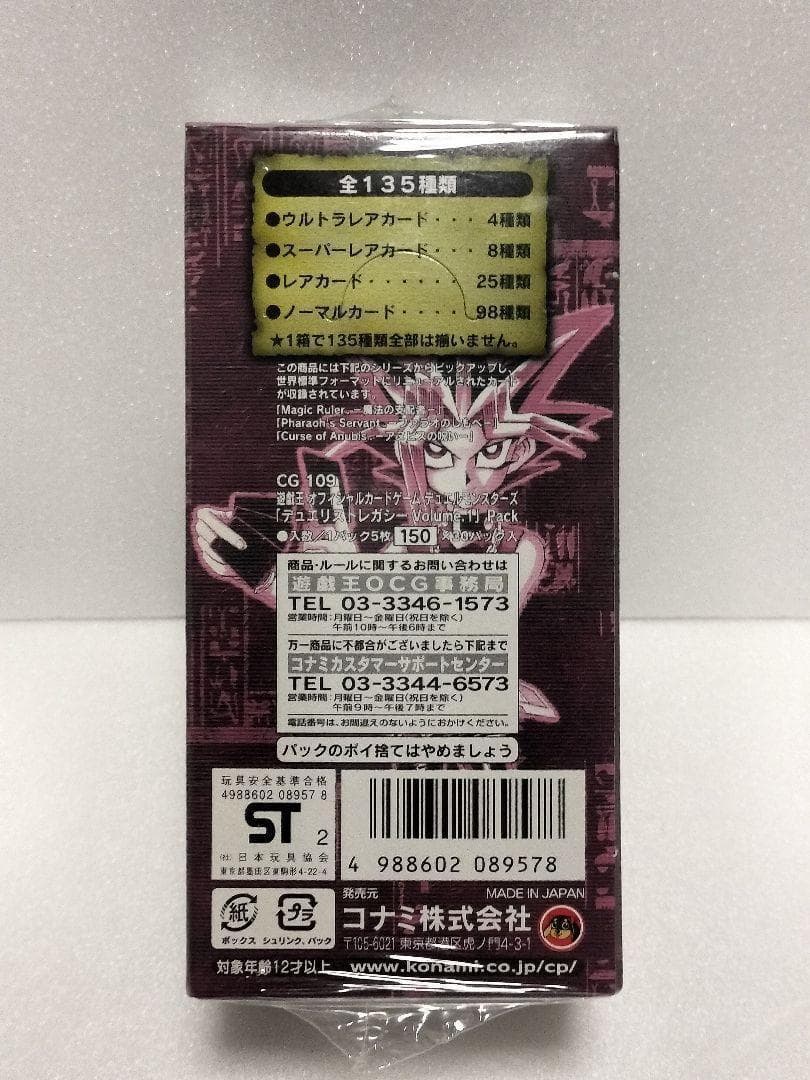 全135種類
●ウルトラレアカード・・・ 4種類
●スーパーレアカード・・・ 8種類
●レアカード・・・・・・ 25種類
●ノーマルカード・・・・ 98種類
★1箱で135種類全部は揃いません。
この商品には下記のシリーズからピックアップし、
世界標準フォーマットにリニューアルされたカード
が収録されています。
「Magic Ruler -魔法の支配者-」
「Pharaoh's Servant -ファラオのしもべ-」
「Curse of Anubis -アヌビスの呪い-」
CG 109
遊戯王 オフィシャルカードゲーム デュエルモンスターズ
「デュエリストレガシー Volume.1」 Pack
●入数/1パック5枚 150 ×30パック入
商品・ルールに関するお問い合わせは
遊戯王OCG事務局
TEL 03-3346-1573
営業時間:月曜日~金曜日(祝日を除く)
午前10時~午後6時まで
万一商品に不都合がございましたら下記まで
コナミカスタマーサポートセンター
TEL 03-3344-6573
営業時間:月曜日~金曜日(祝日を除く)
午前9時~午後7時まで
電話番号は、お間違えのないようにおかけください。
パックのポイ捨てはやめましょう
玩具安全基準合格
4988602 08957 8
ST 2
(社)日本玩具協会
東京都墨田区東駒形4-22-4
4 988602 089578
紙
ボックス
プラ
シュリンク、パック
発売元
MADE IN JAPAN
コナミ株式会社
〒105-6021 東京都港区虎ノ門4-3-1
対象年齢12才以上
www.konami.co.jp/cp/